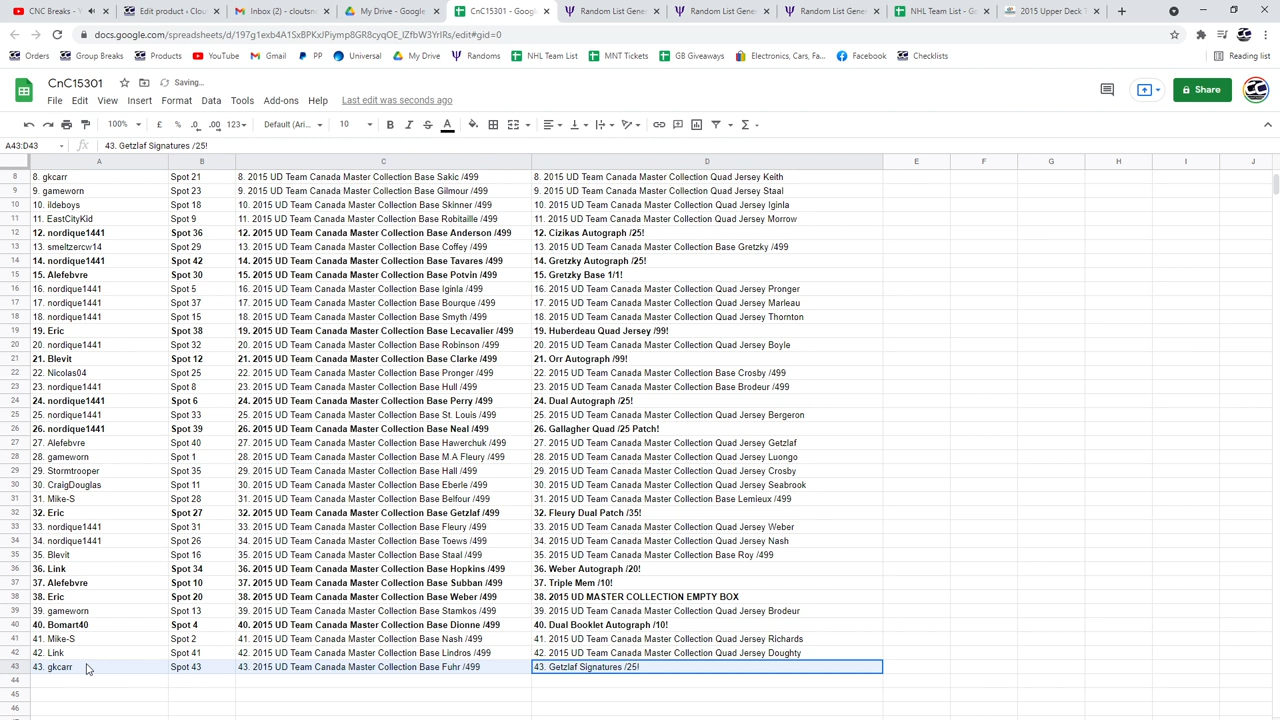 CNC Breaks -
Edit product ‹ Clou
Inbox (2) - cloutsn
My Drive - Google
CnC15301 - Goog
Random List Gene
Random List Gene
Random List Gene
NHL Team List - Go
2015 Upper Deck T
docs.google.com/spreadsheets/d/197g1exb4A1SxBPKxJPiymp8GR8cyqOE_IZfbW3YrIRs/edit#gid=0
Orders Group Breaks Products YouTube Gmail PP Universal My Drive Randoms NHL Team List MNT Tickets GB Giveaways Electronics, Cars, Fa... Facebook Checklists Reading list
CnC15301 Saving...
File Edit View Insert Format Data Tools Add-ons Help Last edit was seconds ago
Share
100% £ % .0 .00 123 Default (Ari... 10 B I S A
A43:D43 fx 43. Getzlaf Signatures /25!
A B C D E F G H I J
8 8. gkcarr Spot 21 8. 2015 UD Team Canada Master Collection Base Sakic /499 8. 2015 UD Team Canada Master Collection Quad Jersey Keith
9 9. gameworn Spot 23 9. 2015 UD Team Canada Master Collection Base Gilmour /499 9. 2015 UD Team Canada Master Collection Quad Jersey Staal
10 10. ildeboys Spot 18 10. 2015 UD Team Canada Master Collection Base Skinner /499 10. 2015 UD Team Canada Master Collection Quad Jersey Iginla
11 11. EastCityKid Spot 9 11. 2015 UD Team Canada Master Collection Base Robitaille /499 11. 2015 UD Team Canada Master Collection Quad Jersey Morrow
12 12. nordique1441 Spot 36 12. 2015 UD Team Canada Master Collection Base Anderson /499 12. Cizikas Autograph /25!
13 13. smeltzercw14 Spot 29 13. 2015 UD Team Canada Master Collection Base Coffey /499 13. 2015 UD Team Canada Master Collection Base Gretzky /499
14 14. nordique1441 Spot 42 14. 2015 UD Team Canada Master Collection Base Tavares /499 14. Gretzky Autograph /25!
15 15. Alefebvre Spot 30 15. 2015 UD Team Canada Master Collection Base Potvin /499 15. Gretzky Base 1/1!
16 16. nordique1441 Spot 5 16. 2015 UD Team Canada Master Collection Base Iginla /499 16. 2015 UD Team Canada Master Collection Quad Jersey Pronger
17 17. nordique1441 Spot 37 17. 2015 UD Team Canada Master Collection Base Bourque /499 17. 2015 UD Team Canada Master Collection Quad Jersey Marleau
18 18. nordique1441 Spot 15 18. 2015 UD Team Canada Master Collection Base Smyth /499 18. 2015 UD Team Canada Master Collection Quad Jersey Thornton
19 19. Eric Spot 38 19. 2015 UD Team Canada Master Collection Base Lecavalier /499 19. Huberdeau Quad Jersey /99!
20 20. nordique1441 Spot 32 20. 2015 UD Team Canada Master Collection Base Robinson /499 20. 2015 UD Team Canada Master Collection Quad Jersey Boyle
21 21. Blevit Spot 12 21. 2015 UD Team Canada Master Collection Base Clarke /499 21. Orr Autograph /99!
22 22. Nicolas04 Spot 25 22. 2015 UD Team Canada Master Collection Base Pronger /499 22. 2015 UD Team Canada Master Collection Base Crosby /499
23 23. nordique1441 Spot 8 23. 2015 UD Team Canada Master Collection Base Hull /499 23. 2015 UD Team Canada Master Collection Base Brodeur /499
24 24. nordique1441 Spot 6 24. 2015 UD Team Canada Master Collection Base Perry /499 24. Dual Autograph /25!
25 25. nordique1441 Spot 33 25. 2015 UD Team Canada Master Collection Base St. Louis /499 25. 2015 UD Team Canada Master Collection Quad Jersey Bergeron
26 26. nordique1441 Spot 39 26. 2015 UD Team Canada Master Collection Base Neal /499 26. Gallagher Quad /25 Patch!
27 27. Alefebvre Spot 40 27. 2015 UD Team Canada Master Collection Base Hawerchuk /499 27. 2015 UD Team Canada Master Collection Quad Jersey Getzlaf
28 28. gameworn Spot 1 28. 2015 UD Team Canada Master Collection Base M.A Fleury /499 28. 2015 UD Team Canada Master Collection Quad Jersey Luongo
29 29. Stormtrooper Spot 35 29. 2015 UD Team Canada Master Collection Base Hall /499 29. 2015 UD Team Canada Master Collection Quad Jersey Crosby
30 30. CraigDouglas Spot 11 30. 2015 UD Team Canada Master Collection Base Eberle /499 30. 2015 UD Team Canada Master Collection Quad Jersey Seabrook
31 31. Mike-S Spot 28 31. 2015 UD Team Canada Master Collection Base Belfour /499 31. 2015 UD Team Canada Master Collection Base Lemieux /499
32 32. Eric Spot 27 32. 2015 UD Team Canada Master Collection Base Getzlaf /499 32. Fleury Dual Patch /35!
33 33. nordique1441 Spot 31 33. 2015 UD Team Canada Master Collection Base Fleury /499 33. 2015 UD Team Canada Master Collection Quad Jersey Weber
34 34. nordique1441 Spot 26 34. 2015 UD Team Canada Master Collection Base Toews /499 34. 2015 UD Team Canada Master Collection Quad Jersey Nash
35 35. Blevit Spot 16 35. 2015 UD Team Canada Master Collection Base Staal /499 35. 2015 UD Team Canada Master Collection Base Roy /499
36 36. Link Spot 34 36. 2015 UD Team Canada Master Collection Base Hopkins /499 36. Weber Autograph /20!
37 37. Alefebvre Spot 10 37. 2015 UD Team Canada Master Collection Base Subban /499 37. Triple Mem /10!
38 38. Eric Spot 20 38. 2015 UD Team Canada Master Collection Base Weber /499 38. 2015 UD MASTER COLLECTION EMPTY BOX
39 39. gameworn Spot 13 39. 2015 UD Team Canada Master Collection Base Stamkos /499 39. 2015 UD Team Canada Master Collection Quad Jersey Brodeur
40 40. Bomart40 Spot 4 40. 2015 UD Team Canada Master Collection Base Dionne /499 40. Dual Booklet Autograph /10!
41 41. Mike-S Spot 2 41. 2015 UD Team Canada Master Collection Base Nash /499 41. 2015 UD Team Canada Master Collection Quad Jersey Richards
42 42. Link Spot 41 42. 2015 UD Team Canada Master Collection Base Lindros /499 42. 2015 UD Team Canada Master Collection Quad Jersey Doughty
43 43. gkcarr Spot 43 43. 2015 UD Team Canada Master Collection Base Fuhr /499 43. Getzlaf Signatures /25!
44
45
46